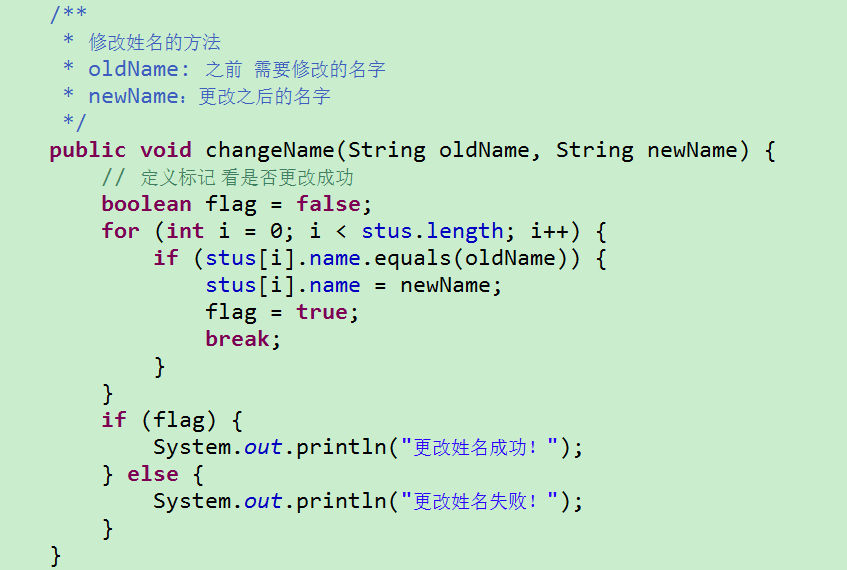 /**
 * 修改姓名的方法
 * oldName: 之前 需要修改的名字
 * newName：更改之后的名字
 */
public void changeName(String oldName, String newName) {
    // 定义标记 看是否更改成功
    boolean flag = false;
    for (int i = 0; i < stus.length; i++) {
        if (stus[i].name.equals(oldName)) {
            stus[i].name = newName;
            flag = true;
            break;
        }
    }
    if (flag) {
        System.out.println("更改姓名成功！");
    } else {
        System.out.println("更改姓名失败！");
    }
}